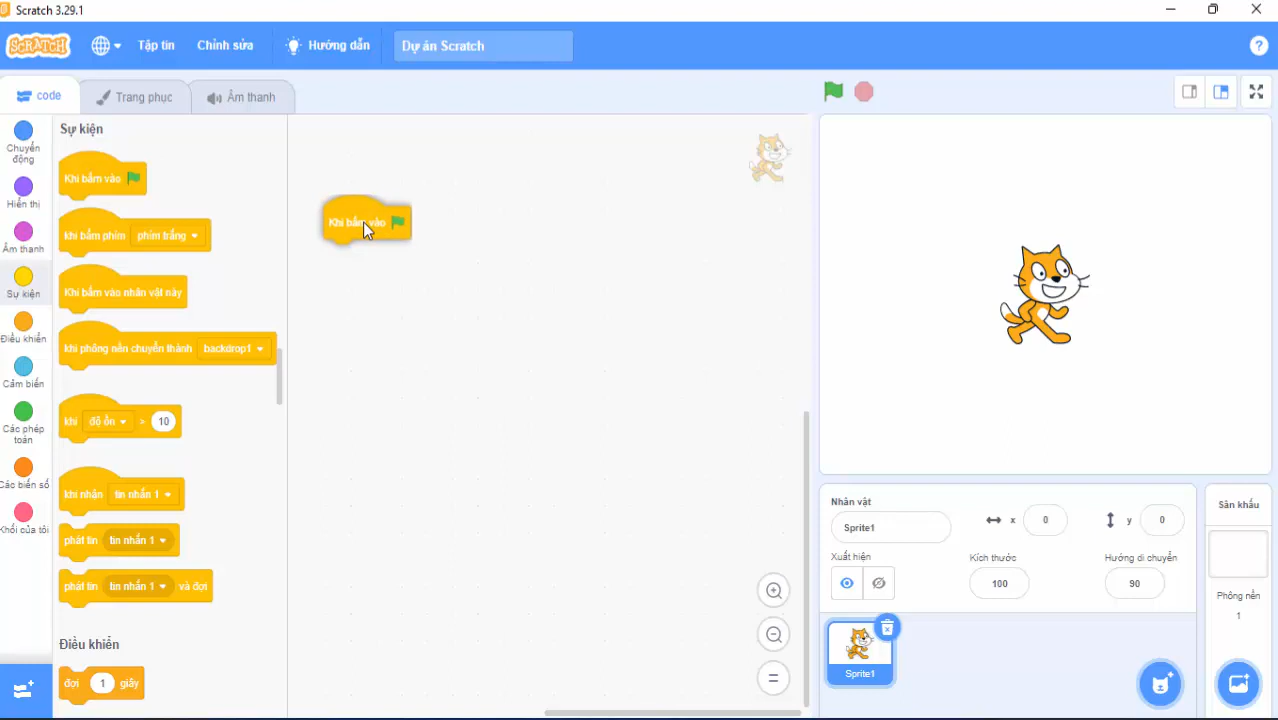 Scratch 3.29.1
SCRATCH
Tập tin
Chỉnh sửa
Hướng dẫn
Dự án Scratch
?
code
Trang phục
Âm thanh
Chuyển động
Hiển thị
Âm thanh
Sự kiện
Điều khiển
Cảm biến
Các phép toán
Các biến số
Khối của tôi
Sự kiện
Khi bấm vào
khi bấm phím phím trắng
Khi bấm vào nhân vật này
khi phông nền chuyển thành backdrop1
khi độ ồn > 10
khi nhận tin nhắn 1
phát tin tin nhắn 1
phát tin tin nhắn 1 và đợi
Điều khiển
đợi 1 giây
Khi bấm vào
Nhân vật
Sprite1
x 0
y 0
Xuất hiện
Kích thước
100
Hướng di chuyển
90
Sprite1
Sân khấu
Phông nền
1